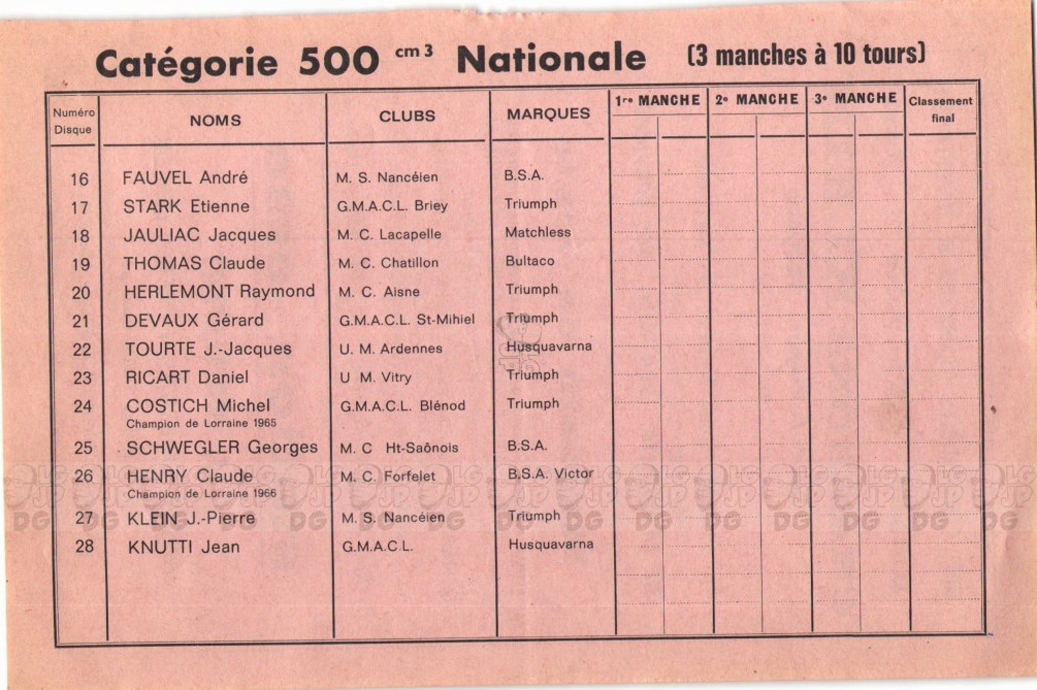 Catégorie 500 cm3 Nationale (3 manches à 10 tours)
Numéro Disque NOMS CLUBS MARQUES 1re MANCHE 2e MANCHE 3e MANCHE Classement final
16 FAUVEL André M. S. Nancéien B.S.A.
17 STARK Etienne G.M.A.C.L. Briey Triumph
18 JAULIAC Jacques M. C. Lacapelle Matchless
19 THOMAS Claude M. C. Chatillon Bultaco
20 HERLEMONT Raymond M. C. Aisne Triumph
21 DEVAUX Gérard G.M.A.C.L. St-Mihiel Triumph
22 TOURTE J.-Jacques U. M. Ardennes Husquavarna
23 RICART Daniel U M. Vitry Triumph
24 COSTICH Michel G.M.A.C.L. Blénod Triumph
Champion de Lorraine 1965
25 SCHWEGLER Georges M. C Ht-Saônois B.S.A.
26 HENRY Claude M. C. Forfelet B.S.A. Victor
Champion de Lorraine 1966
27 KLEIN J.-Pierre M. S. Nancéien Triumph
28 KNUTTI Jean G.M.A.C.L. Husquavarna